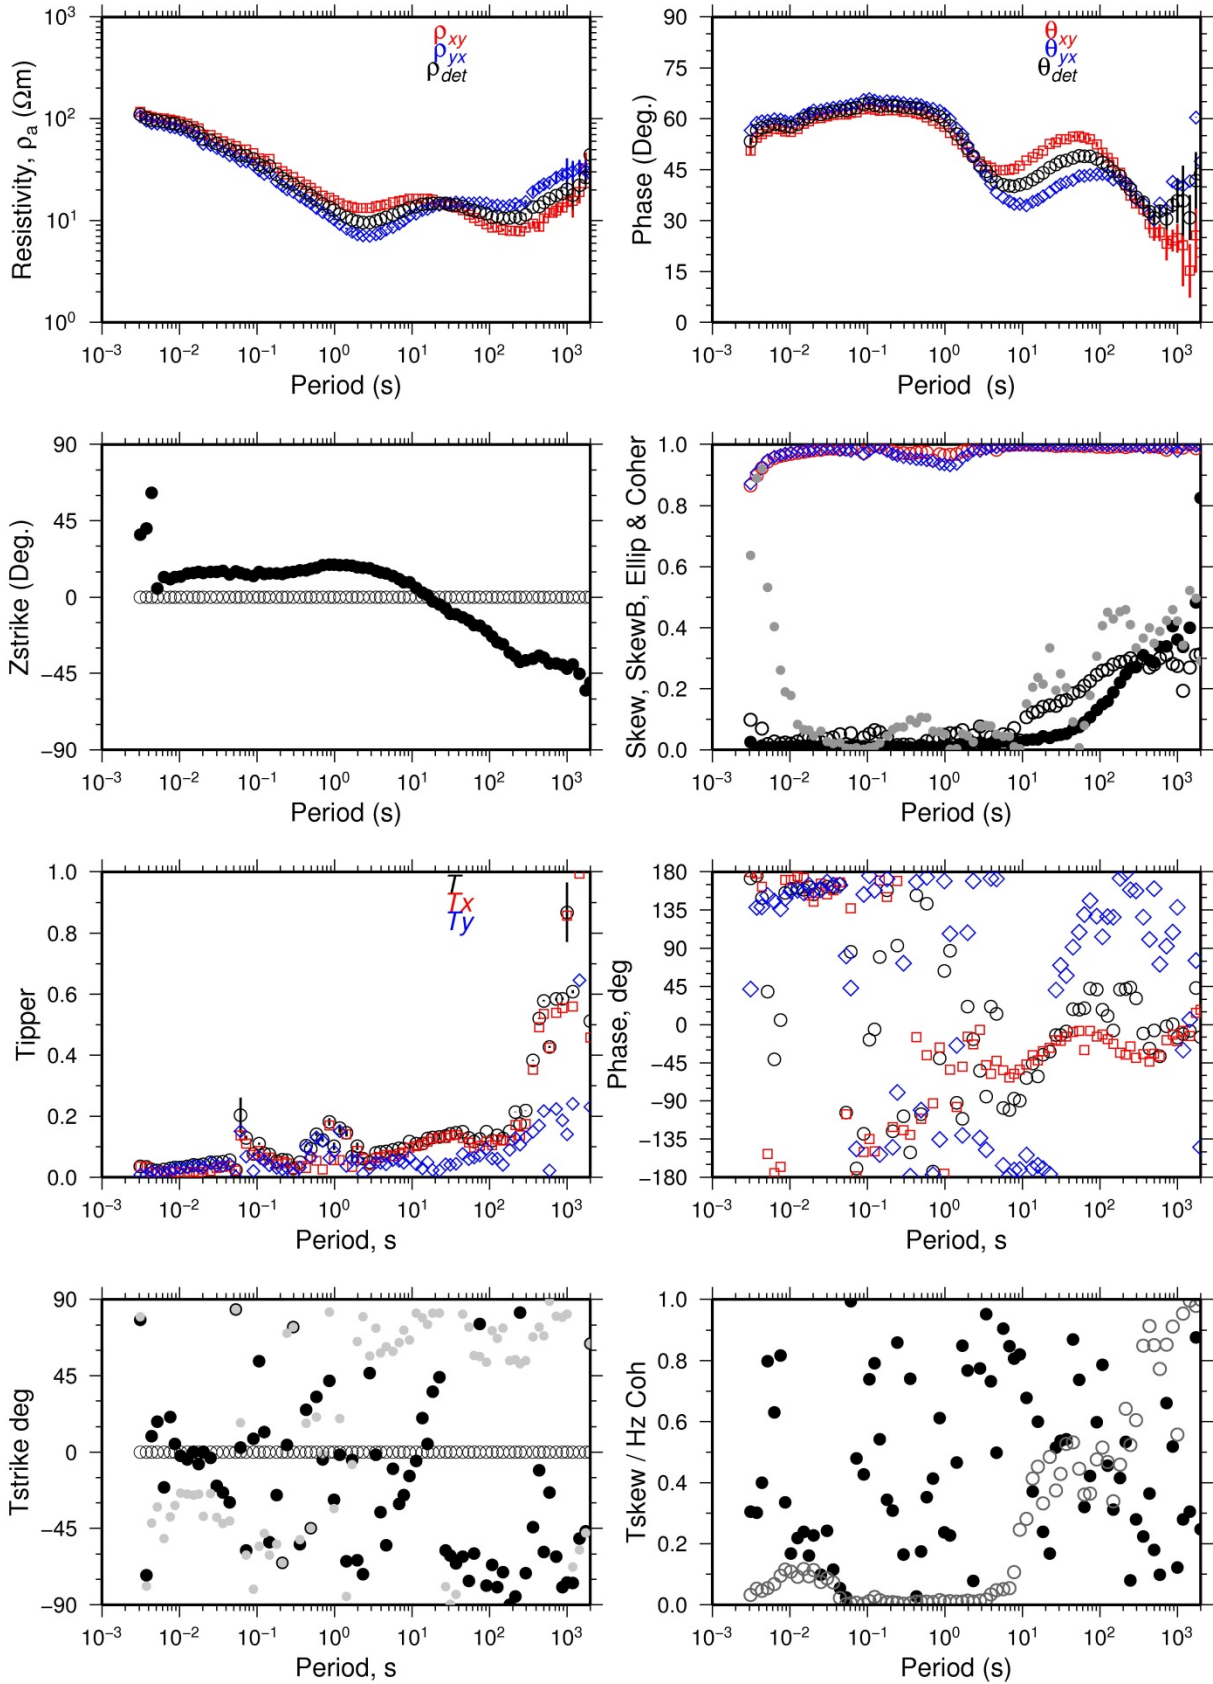 Resistivity, ρa (Ωm)
10³
10²
10¹
10⁰
ρxy
ρyx
ρdet
10⁻³ 10⁻² 10⁻¹ 10⁰ 10¹ 10² 10³
Period (s)
Phase (Deg.)
90
75
60
45
30
15
0
θxy
θyx
θdet
10⁻³ 10⁻² 10⁻¹ 10⁰ 10¹ 10² 10³
Period (s)
Zstrike (Deg.)
90
45
0
−45
−90
10⁻³ 10⁻² 10⁻¹ 10⁰ 10¹ 10² 10³
Period (s)
Skew, SkewB, Ellip & Coher
1.0
0.8
0.6
0.4
0.2
0.0
10⁻³ 10⁻² 10⁻¹ 10⁰ 10¹ 10² 10³
Period (s)
Tipper
1.0
0.8
0.6
0.4
0.2
0.0
T
Tx
Ty
10⁻³ 10⁻² 10⁻¹ 10⁰ 10¹ 10² 10³
Period, s
Phase, deg
180
135
90
45
0
−45
−90
−135
−180
10⁻³ 10⁻² 10⁻¹ 10⁰ 10¹ 10² 10³
Period, s
Tstrike deg
90
45
0
−45
−90
10⁻³ 10⁻² 10⁻¹ 10⁰ 10¹ 10² 10³
Period, s
Tskew / Hz Coh
1.0
0.8
0.6
0.4
0.2
0.0
10⁻³ 10⁻² 10⁻¹ 10⁰ 10¹ 10² 10³
Period (s)